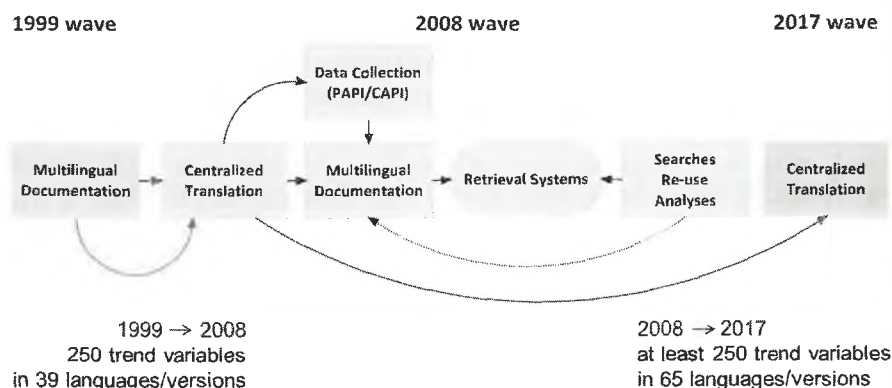 1999 wave
2008 wave
2017 wave
Data Collection
(PAPI/CAPI)
Multilingual
Documentation
Centralized
Translation
Multilingual
Documentation
Retrieval Systems
Searches
Re-use
Analyses
Centralized
Translation
1999 → 2008
250 trend variables
in 39 languages/versions
2008 → 2017
at least 250 trend variables
in 65 languages/versions